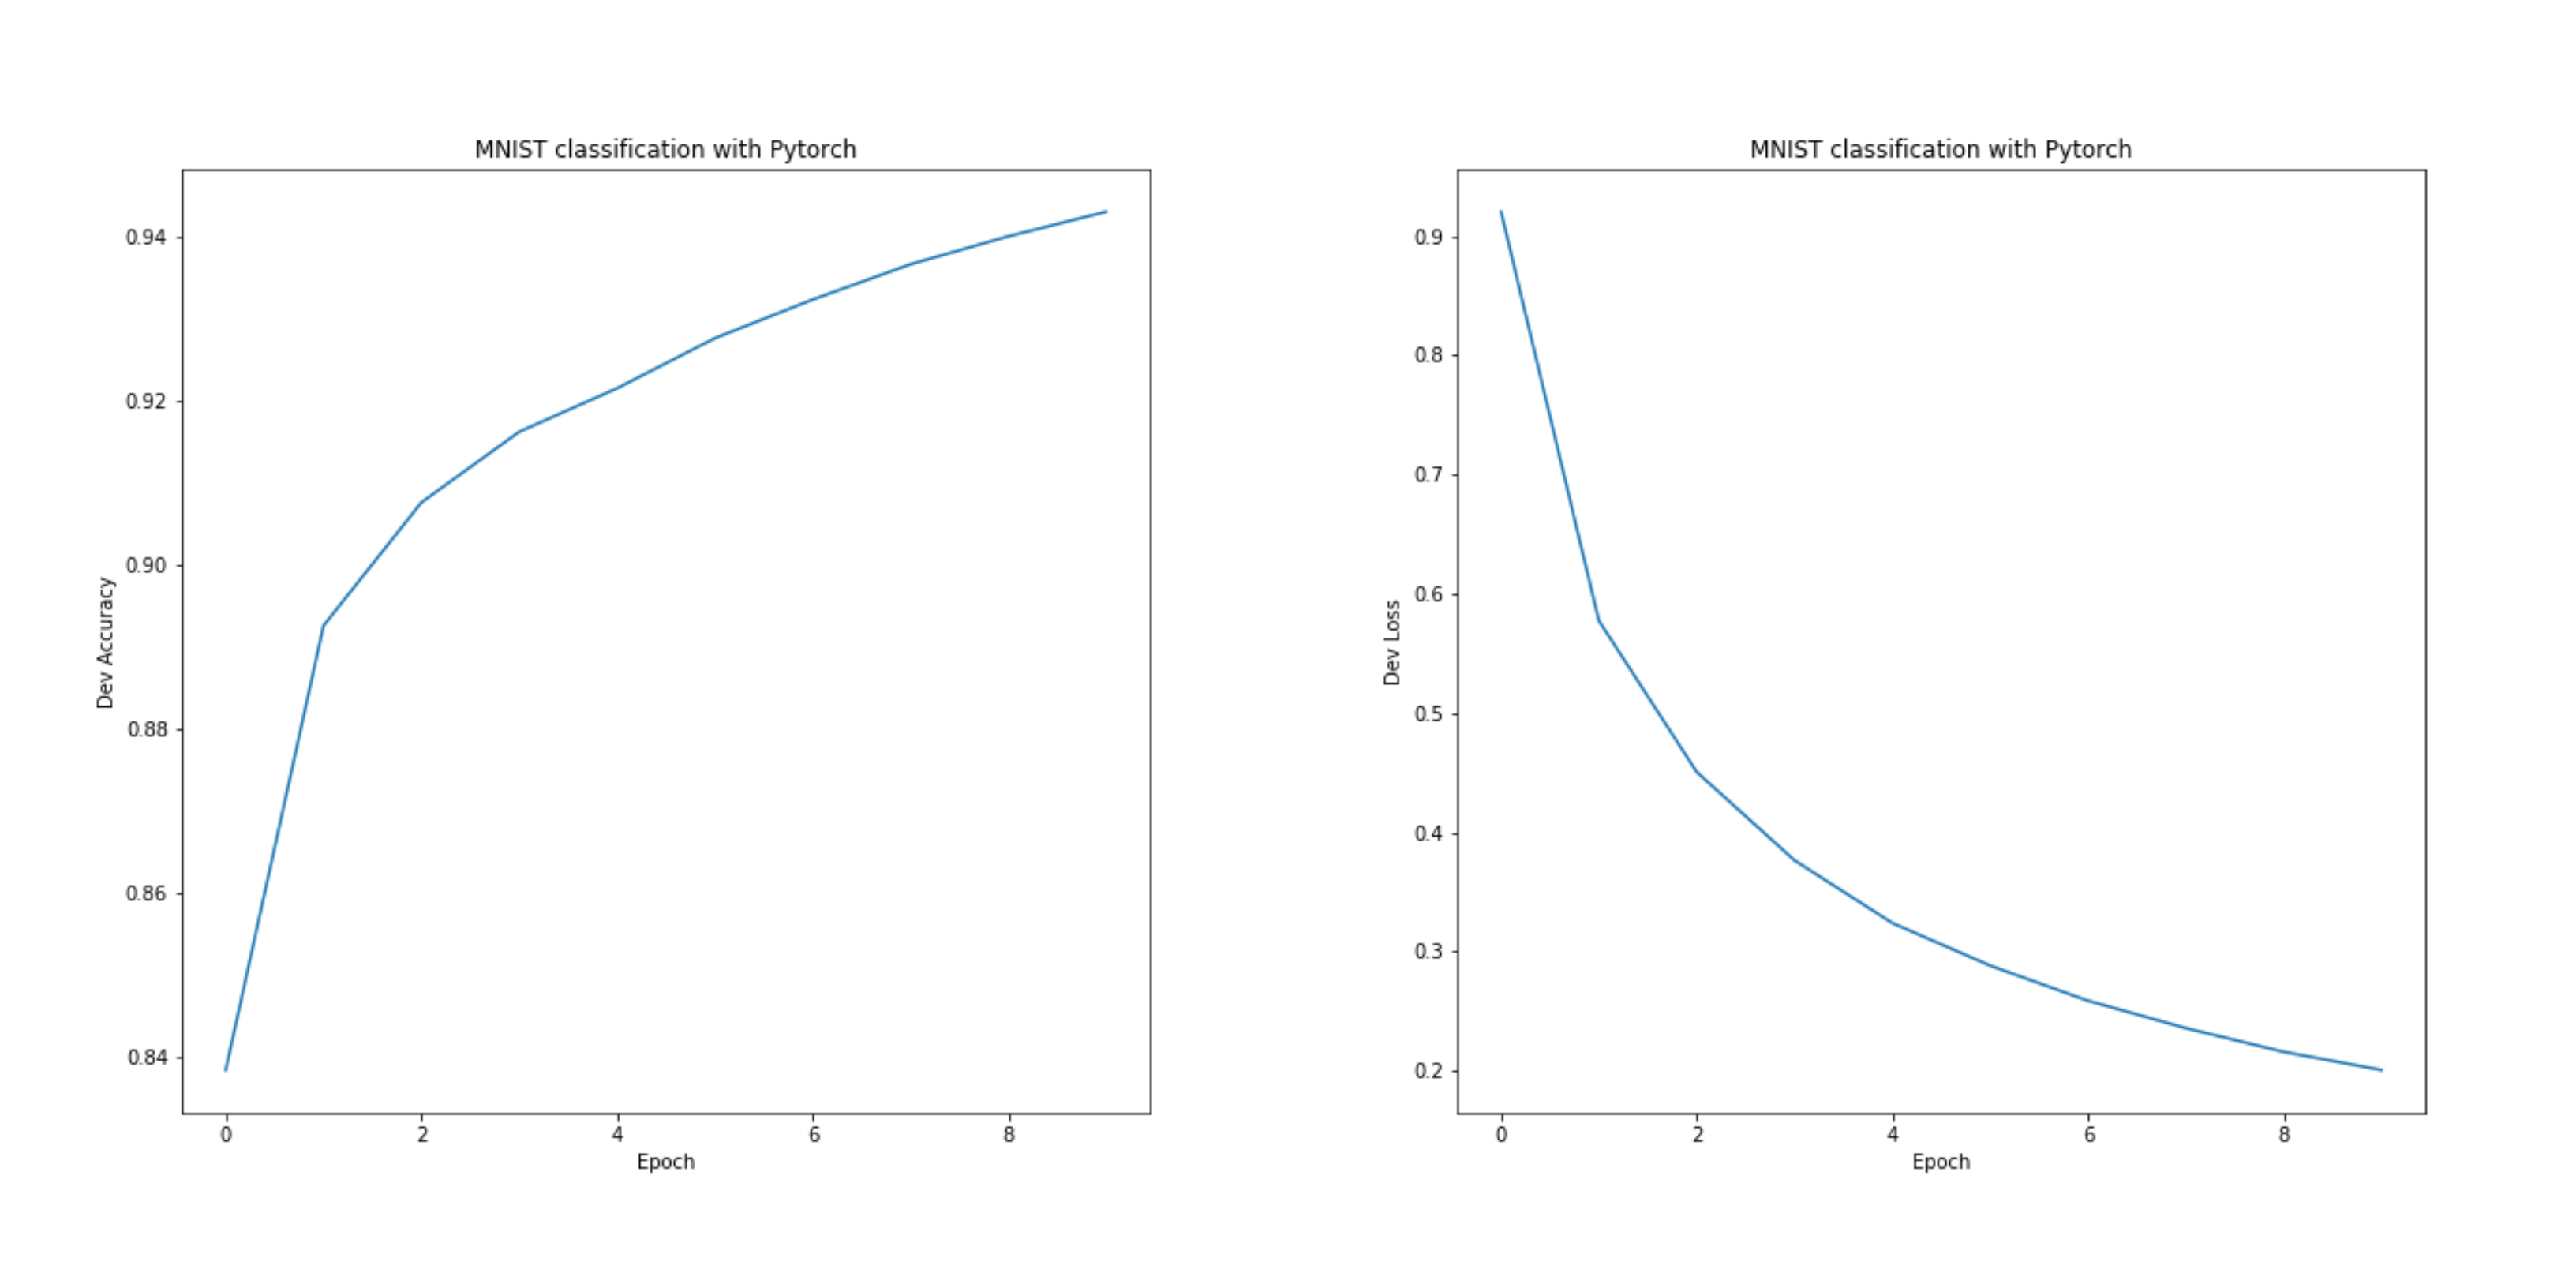 MNIST classification with Pytorch
0.94
0.92
0.90
0.88
0.86
0.84
Dev Accuracy
0 2 4 6 8
Epoch
MNIST classification with Pytorch
0.9
0.8
0.7
0.6
0.5
0.4
0.3
0.2
Dev Loss
0 2 4 6 8
Epoch